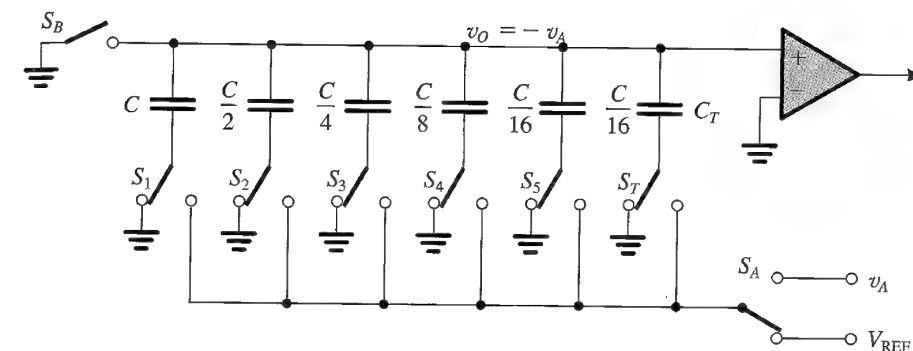 S_B
v_O = − v_A
C
C/2
C/4
C/8
C/16
C/16
C_T
+
−
S_1
S_2
S_3
S_4
S_5
S_T
S_A
v_A
V_REF